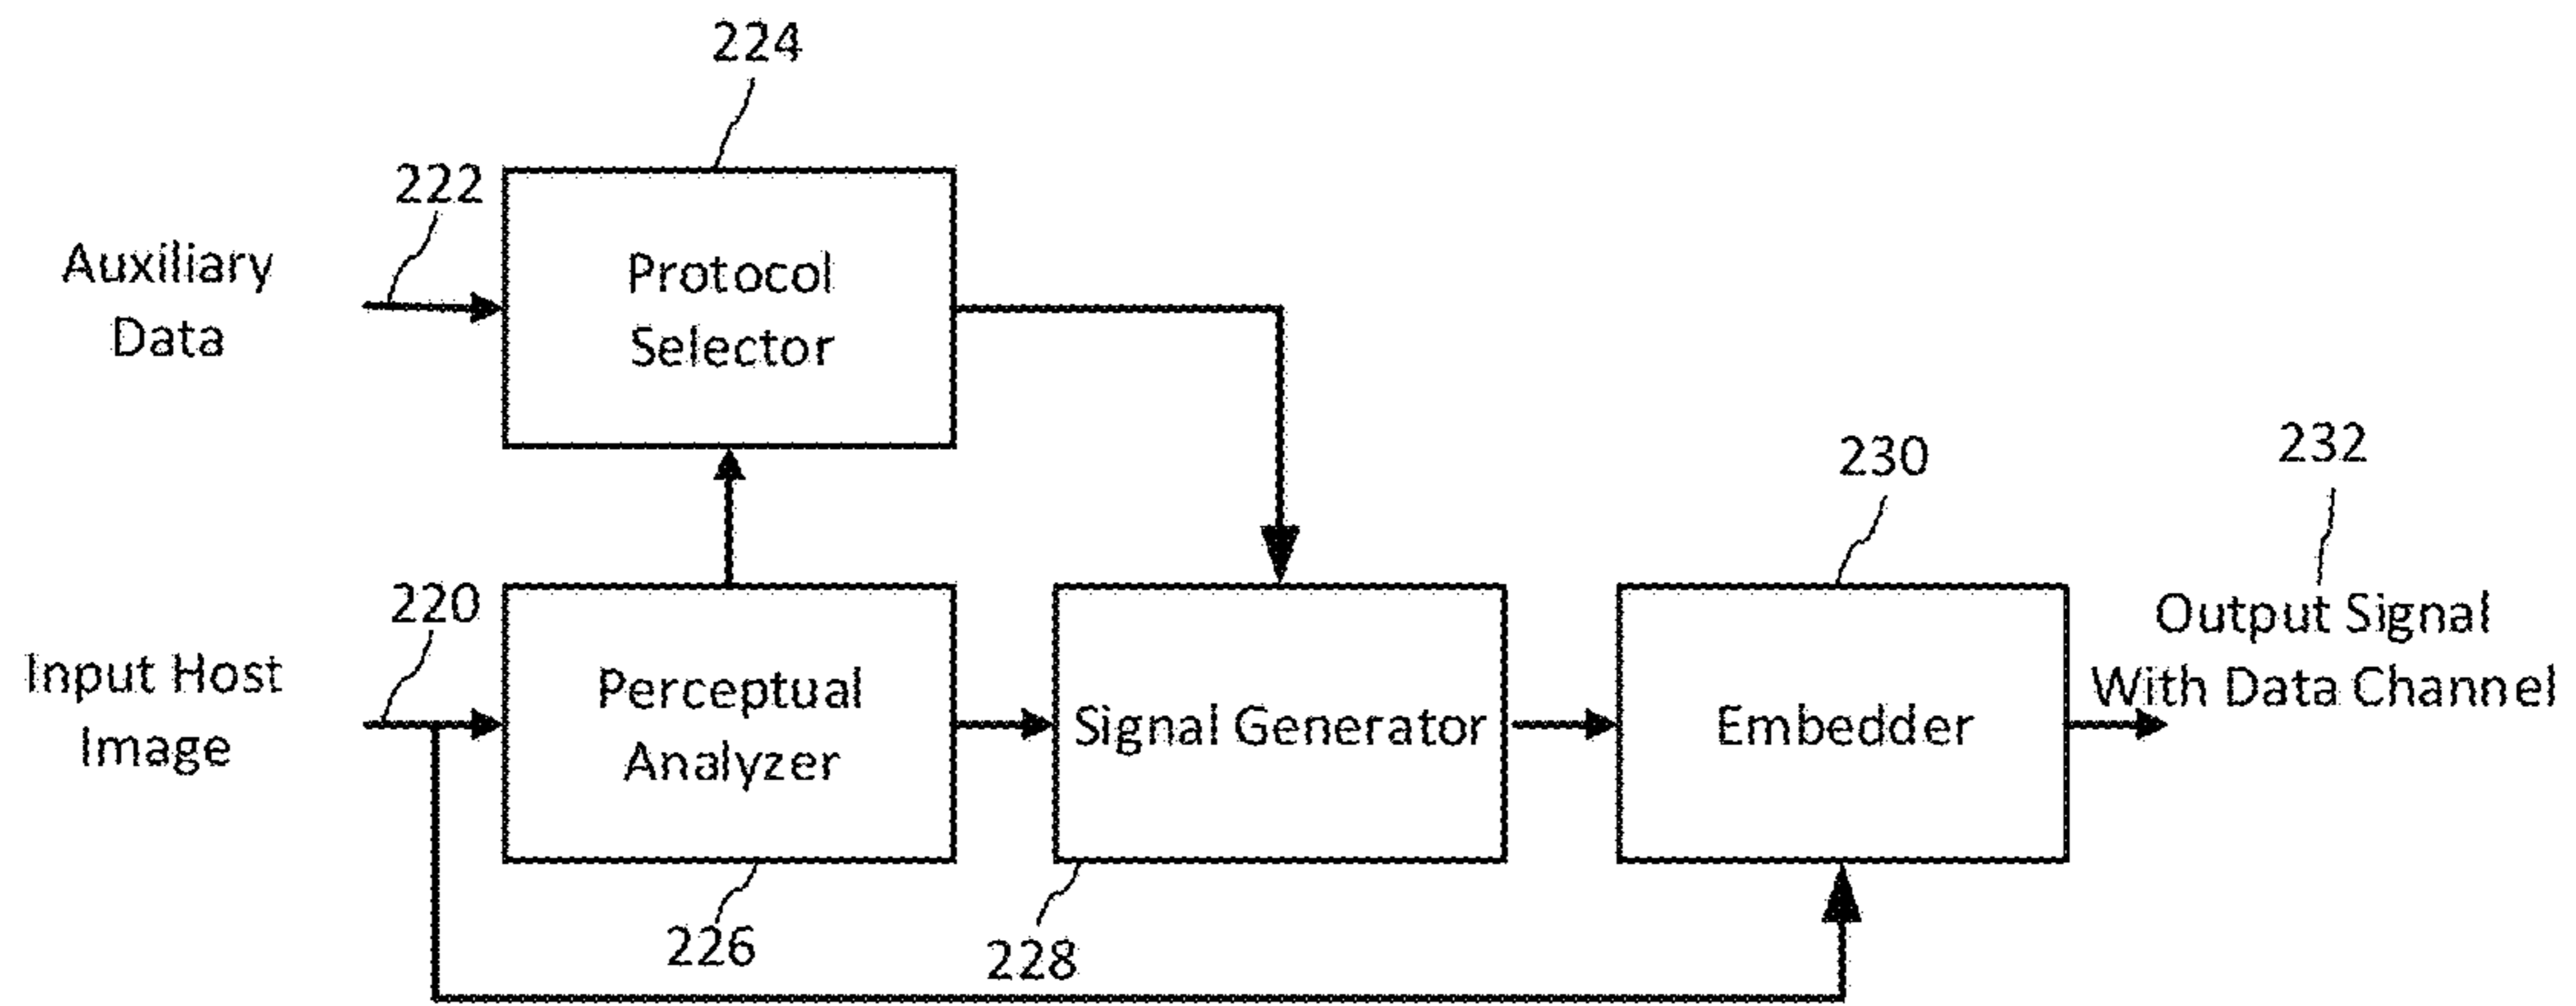 224
222
Auxiliary
Data
Protocol
Selector
230
232
220
Input Host
Image
Perceptual
Analyzer
Signal Generator
Embedder
Output Signal
With Data Channel
226
228